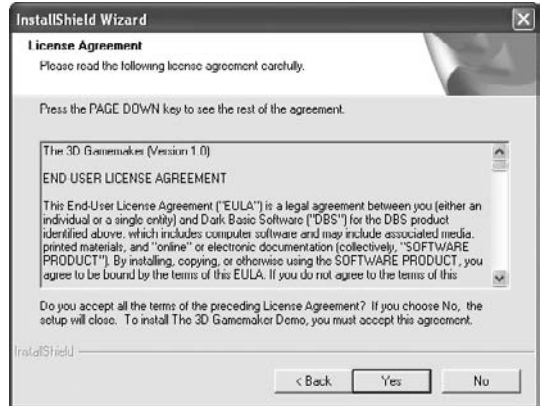 InstallShield Wizard
License Agreement
Please read the following license agreement carefully.
Press the PAGE DOWN key to see the rest of the agreement.
The 3D Gamemaker (Version 1.0)
END-USER LICENSE AGREEMENT
This End-User License Agreement ("EULA") is a legal agreement between you (either an
individual or a single entity) and Dark Basic Software ("DBS") for the DBS product
identified above, which includes computer software and may include associated media,
printed materials, and "online" or electronic documentation (collectively, "SOFTWARE
PRODUCT"). By installing, copying, or otherwise using the SOFTWARE PRODUCT, you
agree to be bound by the terms of this EULA. If you do not agree to the terms of this
Do you accept all the terms of the preceding License Agreement? If you choose No, the
setup will close. To install The 3D Gamemaker Demo, you must accept this agreement.
InstallShield
< Back Yes No